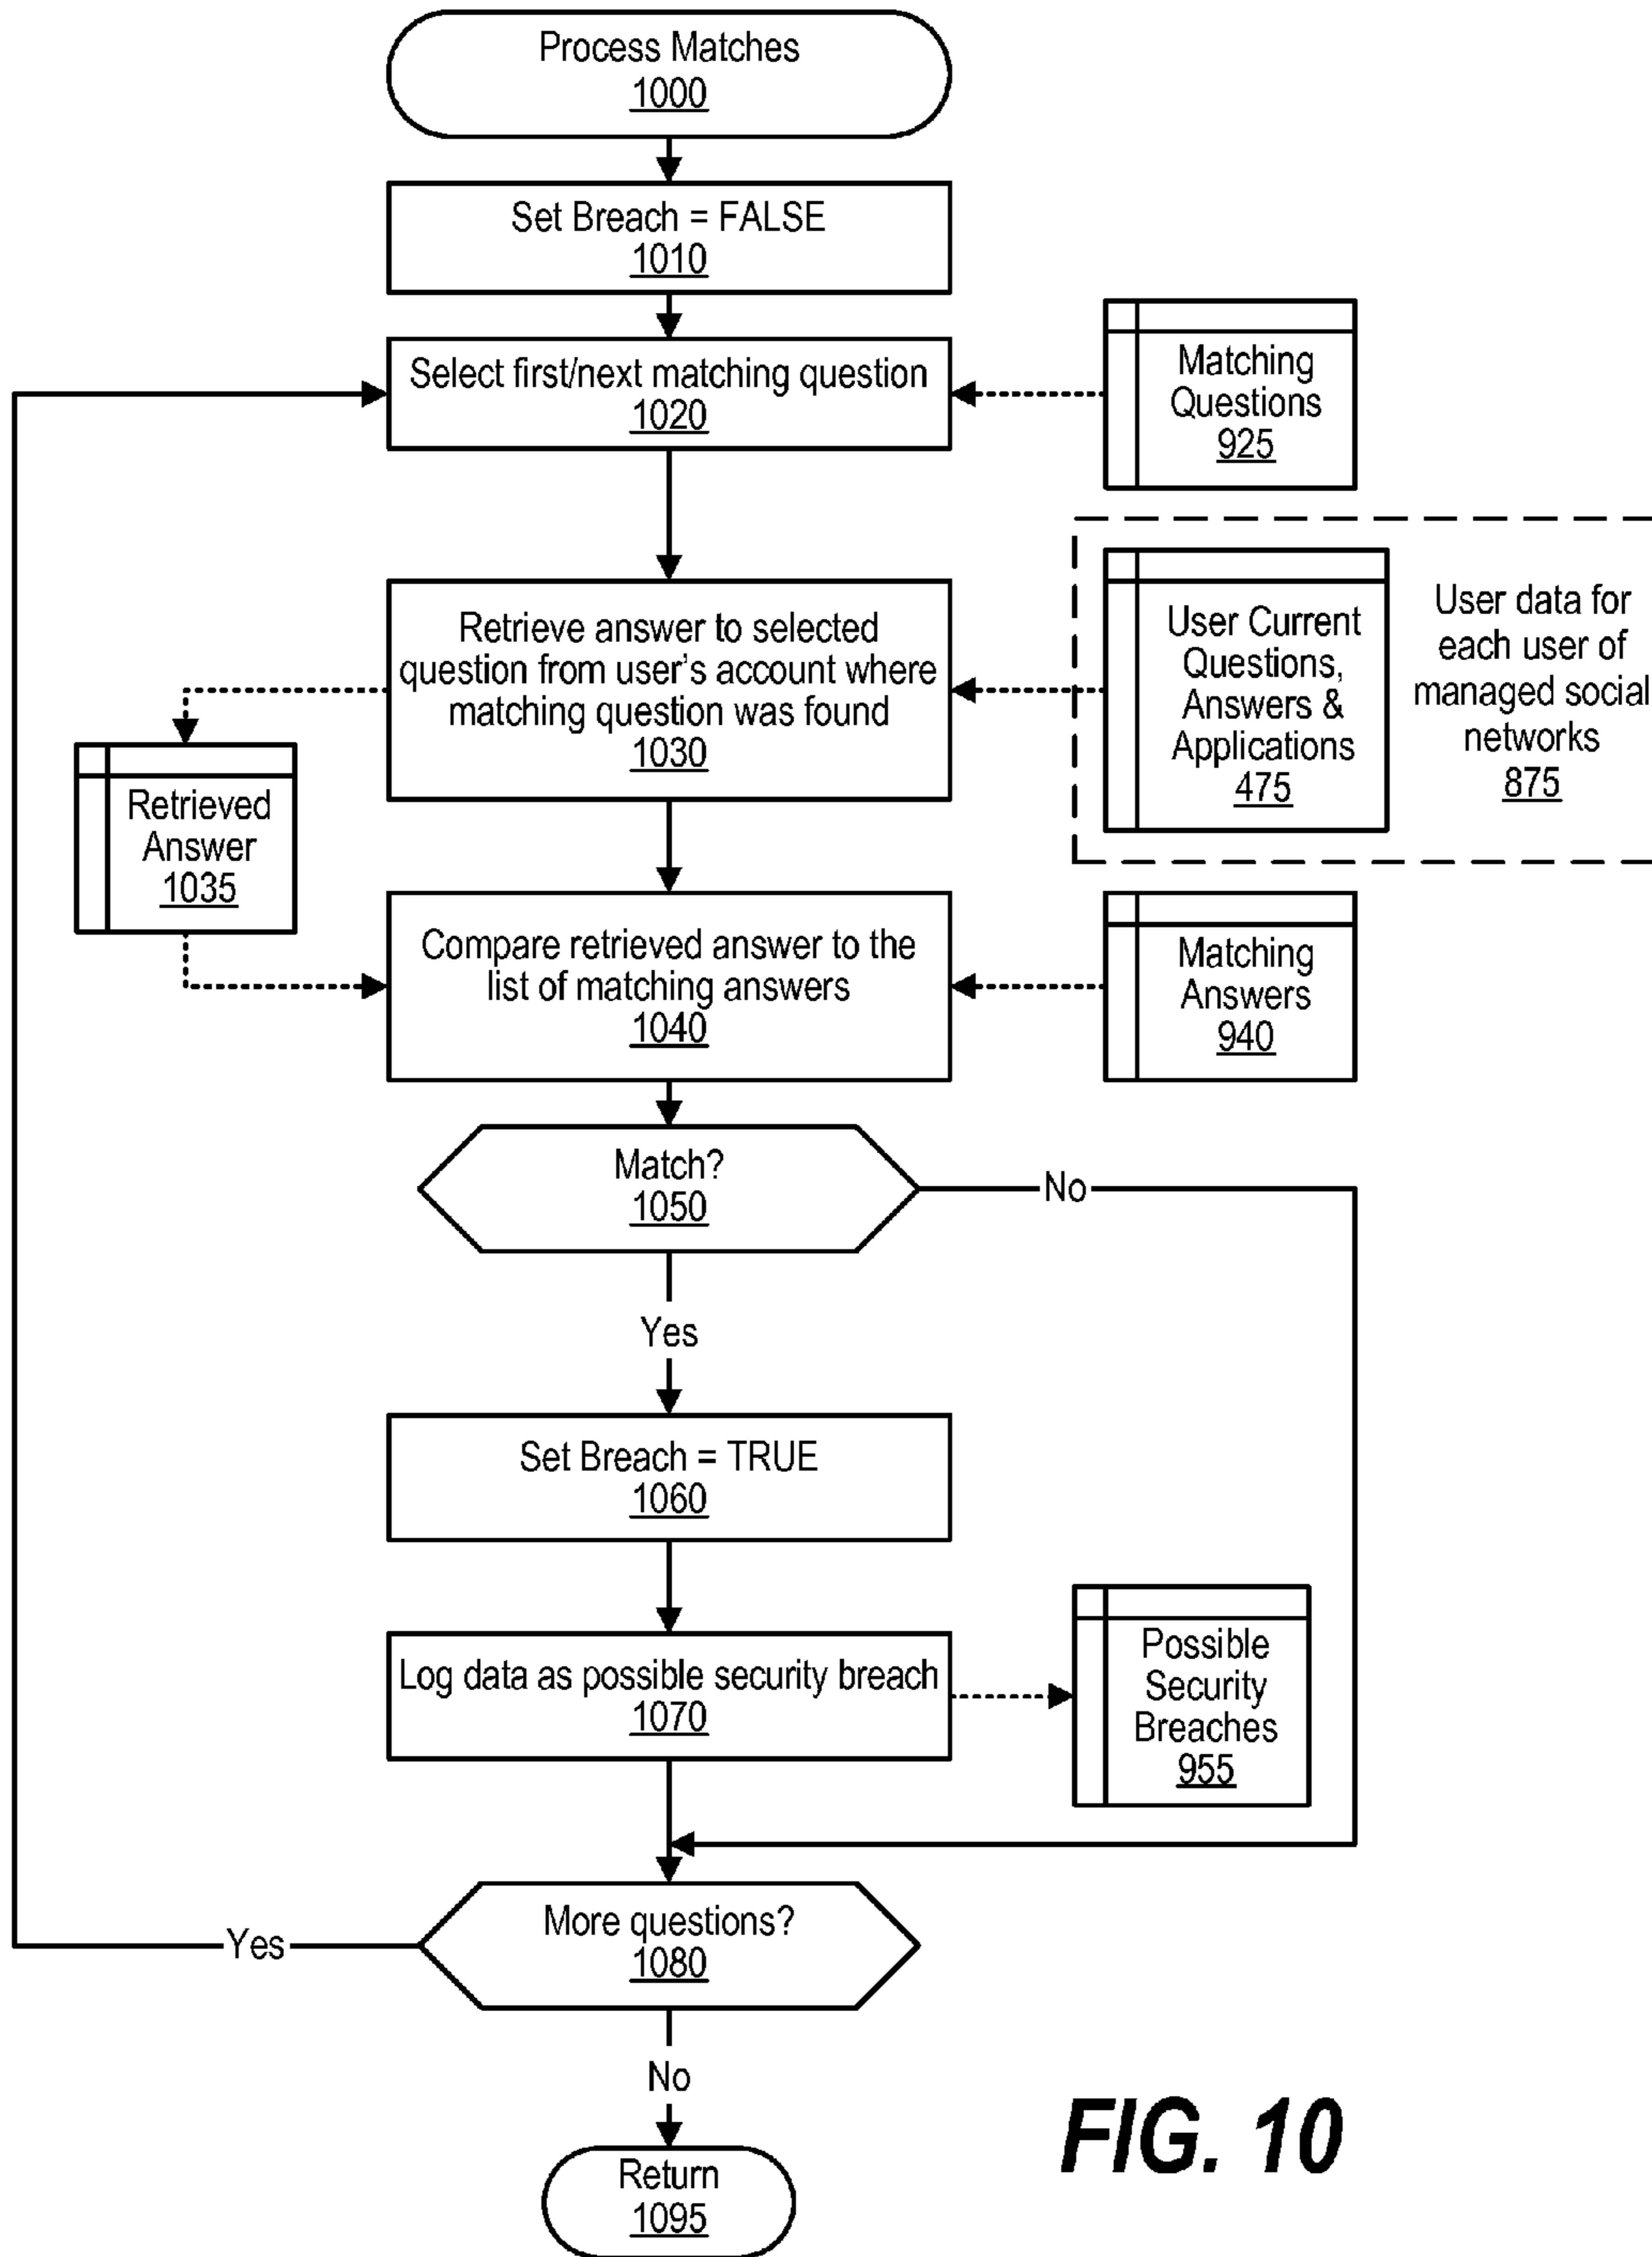 Process Matches
1000
Set Breach = FALSE
1010
Select first/next matching question
1020
Matching
Questions
925
Retrieve answer to selected
question from user's account where
matching question was found
1030
User Current
Questions,
Answers &
Applications
475
User data for
each user of
managed social
networks
875
Retrieved
Answer
1035
Compare retrieved answer to the
list of matching answers
1040
Matching
Answers
940
Match?
1050
No
Yes
Set Breach = TRUE
1060
Log data as possible security breach
1070
Possible
Security
Breaches
955
More questions?
1080
Yes
No
Return
1095
FIG. 10